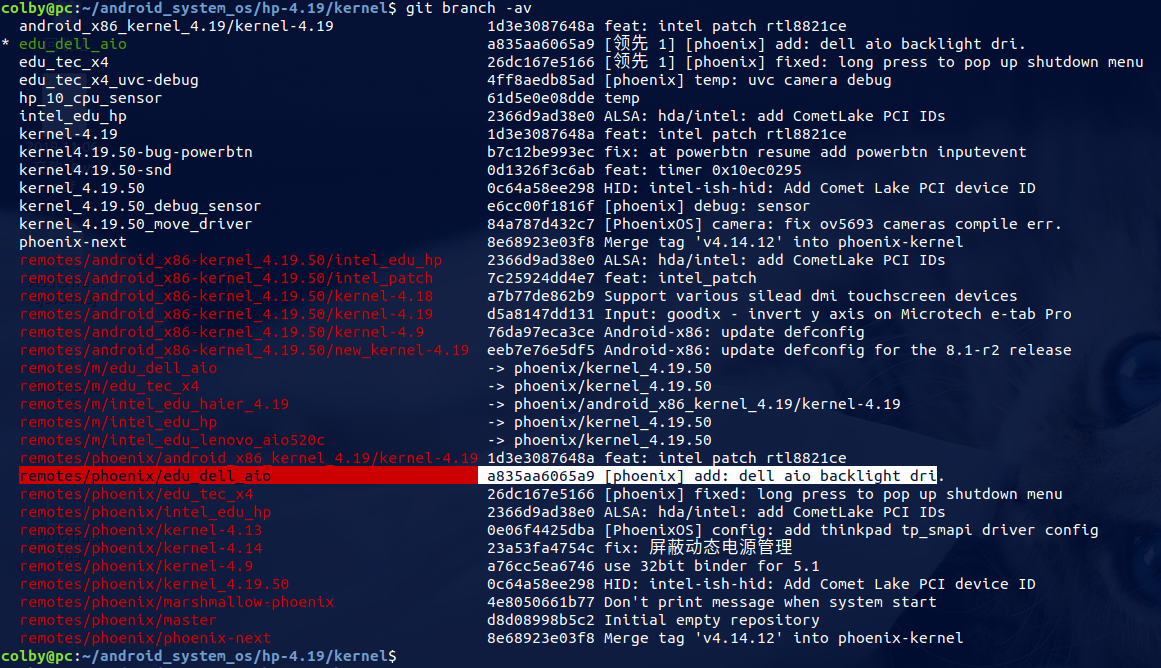 colby@pc:~/android_system_os/hp-4.19/kernel$ git branch -av
  android_x86_kernel_4.19/kernel-4.19                 1d3e3087648a feat: intel patch rtl8821ce
* edu_dell_aio                                        a835aa6065a9 [领先 1] [phoenix] add: dell aio backlight dri.
  edu_tec_x4                                          26dc167e5166 [领先 1] [phoenix] fixed: long press to pop up shutdown menu
  edu_tec_x4_uvc-debug                                4ff8aedb85ad [phoenix] temp: uvc camera debug
  hp_10_cpu_sensor                                    61d5e0e08dde temp
  intel_edu_hp                                        2366d9ad38e0 ALSA: hda/intel: add CometLake PCI IDs
  kernel-4.19                                         1d3e3087648a feat: intel patch rtl8821ce
  kernel4.19.50-bug-powerbtn                          b7c12be993ec fix: at powerbtn resume add powerbtn inputevent
  kernel4.19.50-snd                                   0d1326f3c6ab feat: timer 0x10ec0295
  kernel_4.19.50                                      0c64a58ee298 HID: intel-ish-hid: Add Comet Lake PCI device ID
  kernel_4.19.50_debug_sensor                         e6cc00f1816f [phoenix] debug: sensor
  kernel_4.19.50_move_driver                          84a787d432c7 [PhoenixOS] camera: fix ov5693 cameras compile err.
  phoenix-next                                        8e68923e03f8 Merge tag 'v4.14.12' into phoenix-kernel
  remotes/android_x86-kernel_4.19.50/intel_edu_hp     2366d9ad38e0 ALSA: hda/intel: add CometLake PCI IDs
  remotes/android_x86-kernel_4.19.50/intel_patch      7c25924dd4e7 feat: intel_patch
  remotes/android_x86-kernel_4.19.50/kernel-4.18      a7b77de862b9 Support various silead dmi touchscreen devices
  remotes/android_x86-kernel_4.19.50/kernel-4.19      d5a8147dd131 Input: goodix - invert y axis on Microtech e-tab Pro
  remotes/android_x86-kernel_4.19.50/kernel-4.9       76da97eca3ce Android-x86: update defconfig
  remotes/android_x86-kernel_4.19.50/new_kernel-4.19  eeb7e76e5df5 Android-x86: update defconfig for the 8.1-r2 release
  remotes/m/edu_dell_aio                              -> phoenix/kernel_4.19.50
  remotes/m/edu_tec_x4                                -> phoenix/kernel_4.19.50
  remotes/m/intel_edu_haier_4.19                      -> phoenix/android_x86_kernel_4.19/kernel-4.19
  remotes/m/intel_edu_hp                              -> phoenix/kernel_4.19.50
  remotes/m/intel_edu_lenovo_aio520c                  -> phoenix/kernel_4.19.50
  remotes/phoenix/android_x86_kernel_4.19/kernel-4.19 1d3e3087648a feat: intel patch rtl8821ce
  remotes/phoenix/edu_dell_aio                        a835aa6065a9 [phoenix] add: dell aio backlight dri.
  remotes/phoenix/edu_tec_x4                          26dc167e5166 [phoenix] fixed: long press to pop up shutdown menu
  remotes/phoenix/intel_edu_hp                        2366d9ad38e0 ALSA: hda/intel: add CometLake PCI IDs
  remotes/phoenix/kernel-4.13                         0e06f4425dba [PhoenixOS] config: add thinkpad tp_smapi driver config
  remotes/phoenix/kernel-4.14                         23a53fa4754c fix: 屏蔽动态电源管理
  remotes/phoenix/kernel-4.9                          a76cc5ea6746 use 32bit binder for 5.1
  remotes/phoenix/kernel_4.19.50                      0c64a58ee298 HID: intel-ish-hid: Add Comet Lake PCI device ID
  remotes/phoenix/marshmallow-phoenix                 4e8050661b77 Don't print message when system start
  remotes/phoenix/master                              d8d08998b5c2 Initial empty repository
  remotes/phoenix/phoenix-next                        8e68923e03f8 Merge tag 'v4.14.12' into phoenix-kernel
colby@pc:~/android_system_os/hp-4.19/kernel$